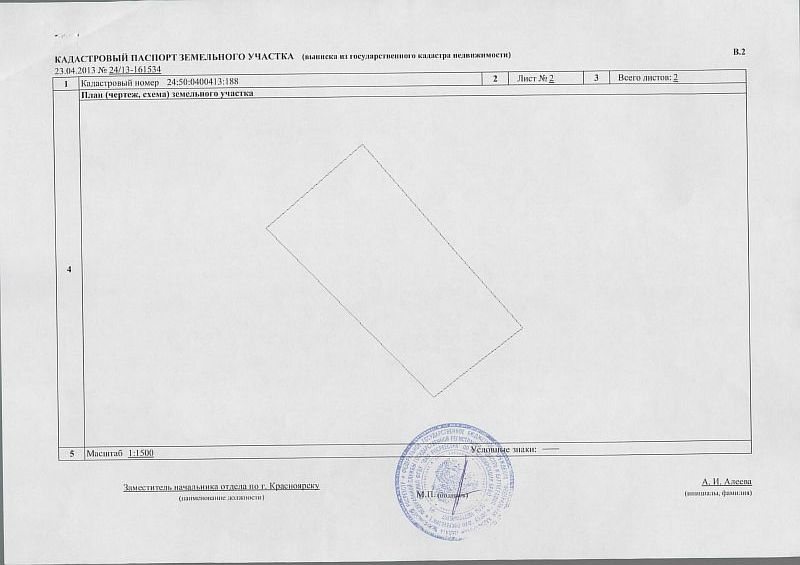 КАДАСТРОВЫЙ ПАСПОРТ ЗЕМЕЛЬНОГО УЧАСТКА (выписка из государственного кадастра недвижимости) В.2
23.04.2013 № 24/13-161534
1 Кадастровый номер 24:50:0400413:188 2 Лист № 2 3 Всего листов: 2
План (чертеж, схема) земельного участка
4
5 Масштаб 1:1500 Условные знаки:
Заместитель начальника отдела по г. Красноярску А. И. Алеева
(наименование должности) М.П. (подпись) (инициалы, фамилия)